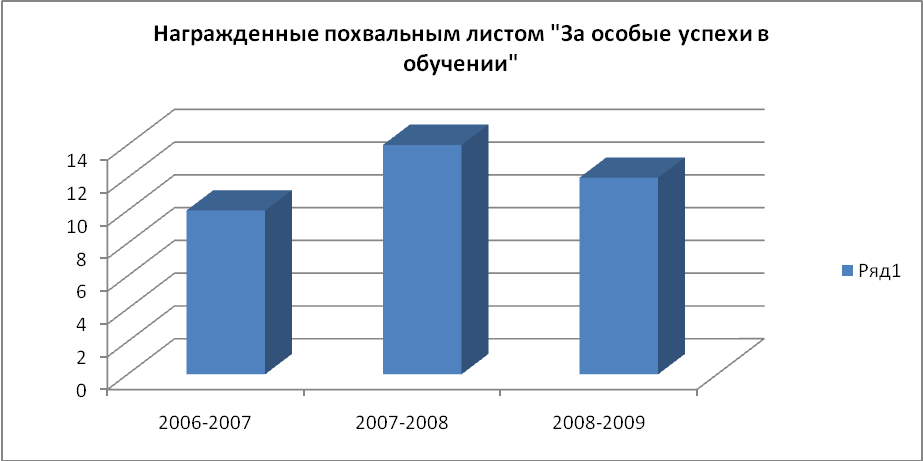 Награжденные похвальным листом "За особые успехи в
обучении"
14
12
10
8
6
4
2
0
2006-2007 2007-2008 2008-2009
Ряд1